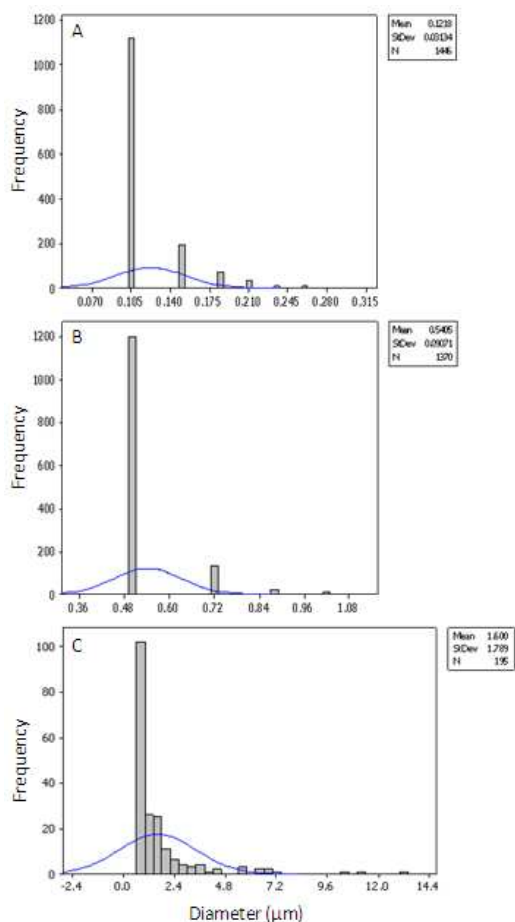 A
Mean 0.1218
StDev 0.03134
N 1446
Frequency
1200
1000
800
600
400
200
0
0.070 0.105 0.140 0.175 0.210 0.245 0.280 0.315
B
Mean 0.5405
StDev 0.09071
N 1370
Frequency
1200
1000
800
600
400
200
0
0.36 0.48 0.60 0.72 0.84 0.96 1.08
C
Mean 1.600
StDev 1.789
N 195
Frequency
100
80
60
40
20
0
-2.4 0.0 2.4 4.8 7.2 9.6 12.0 14.4
Diameter (µm)